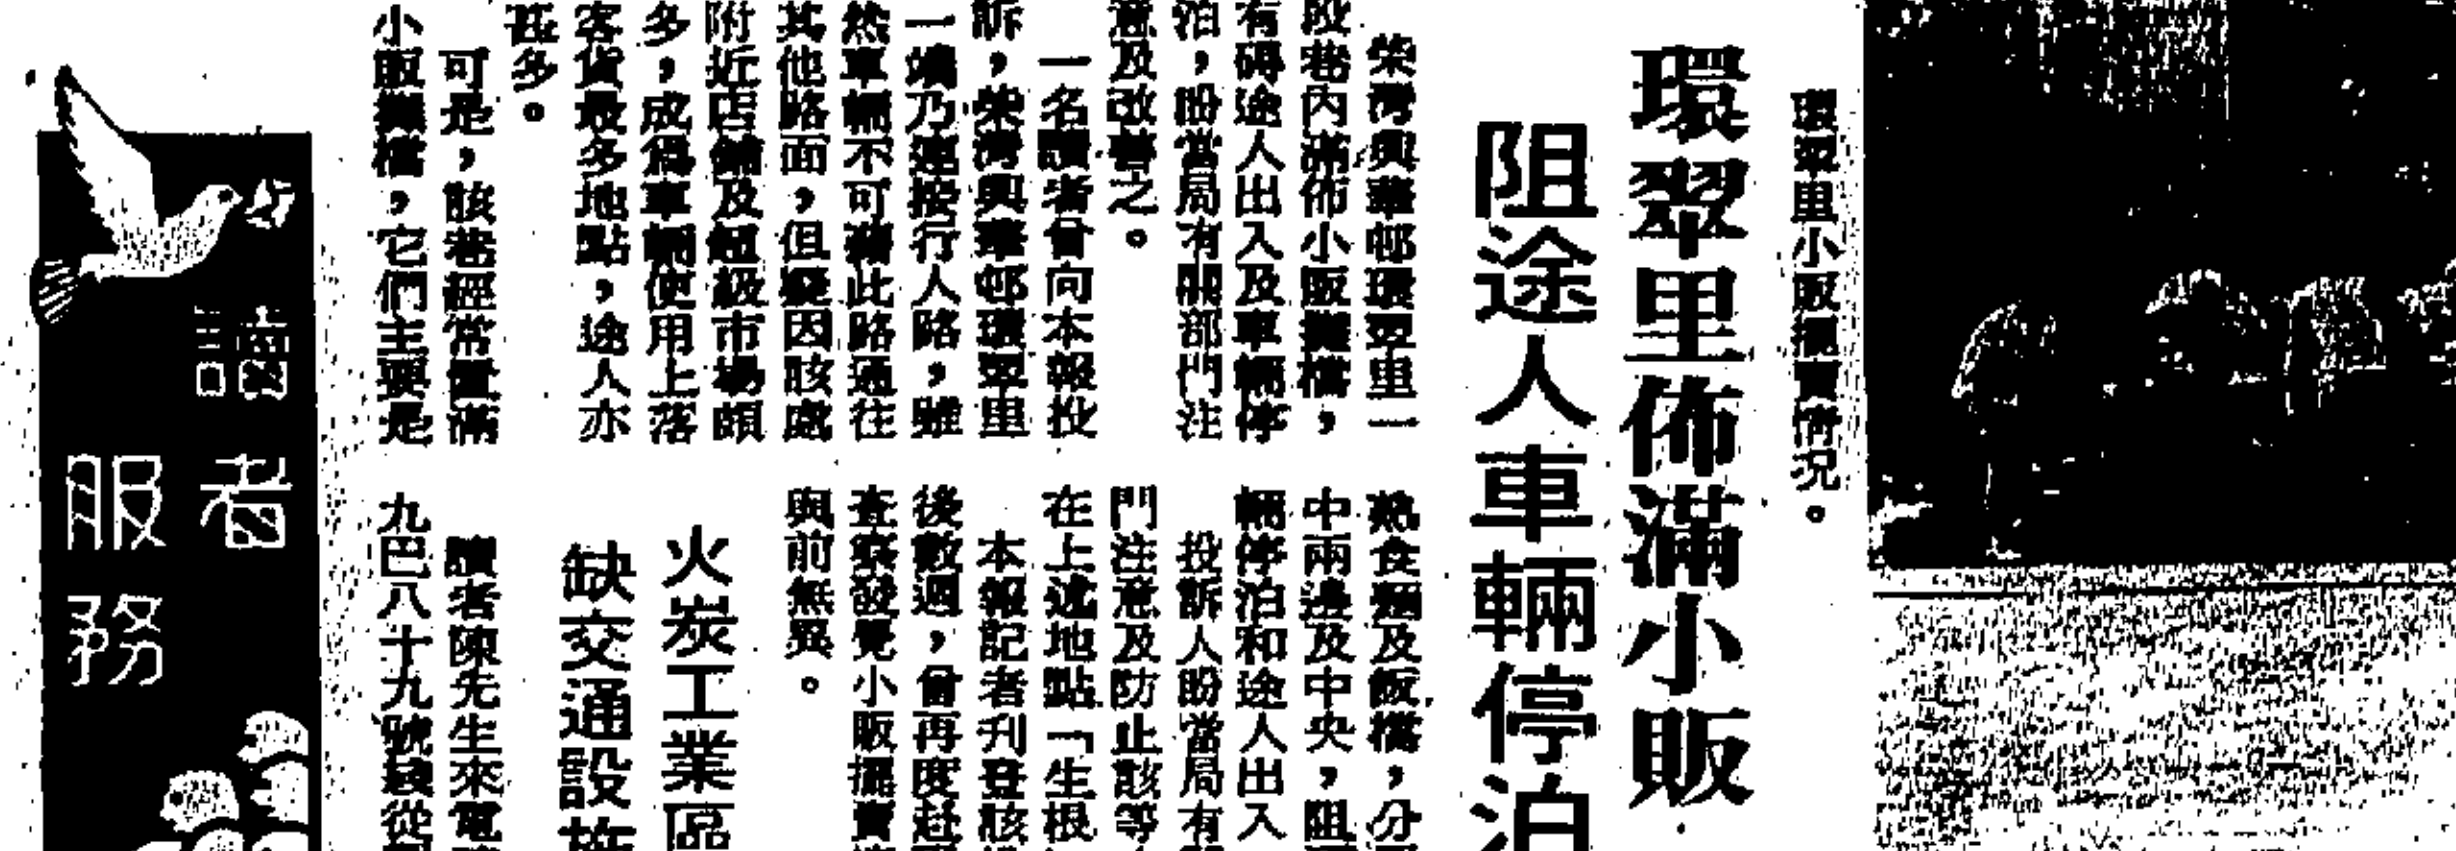 環翠里小販擺賣情況。
環翠里佈滿小販
阻途人車輛停泊
柴灣興華邨環翠里一
段巷內滿佈小販攤檔，
有碍途人出入及車輛停
泊，盼當局有關部門注
意及改善之。
一名讀者曾向本報投
訴，柴灣興華邨環翠里
一壆乃運接行人路，雖
然車輛不可藉此路通往
其他路面，但礙因該處
附近店舖及超級市場頗
多，成為車輛使用上落
客貨最多地點，途人亦
甚多。
可是，該巷經常置滿
小販攤檔，它們主要是
熟食麵及飯檔，分
中兩邊及中央，阻
輛停泊和途人出入
投訴人盼當局有
門注意及防止該等
在上述地點「生根
本報記者刊登該
後數週，曾再度赴
查察發覺小販擺賣
與前無異。
火炭工業區
缺交通設施
讀者陳先生來電
九巴八十九號綫從
讀者
服務